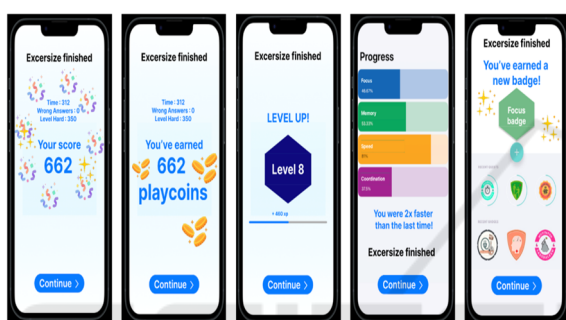 Excersize finished
Time : 312
Wrong Answers : 0
Level Hard : 350
Your score
662
Continue >
Excersize finished
Time : 312
Wrong Answers : 0
Level Hard : 350
You've earned
662
playcoins
Continue >
Excersize finished
LEVEL UP!
Level 8
Continue >
Progress
Focus
Memory
Speed
Coordination
37.5%
You were 2x faster
than the last time!
Excersize finished
Continue >
Excersize finished
You've earned a
new badge!
Focus
badge
Continue >